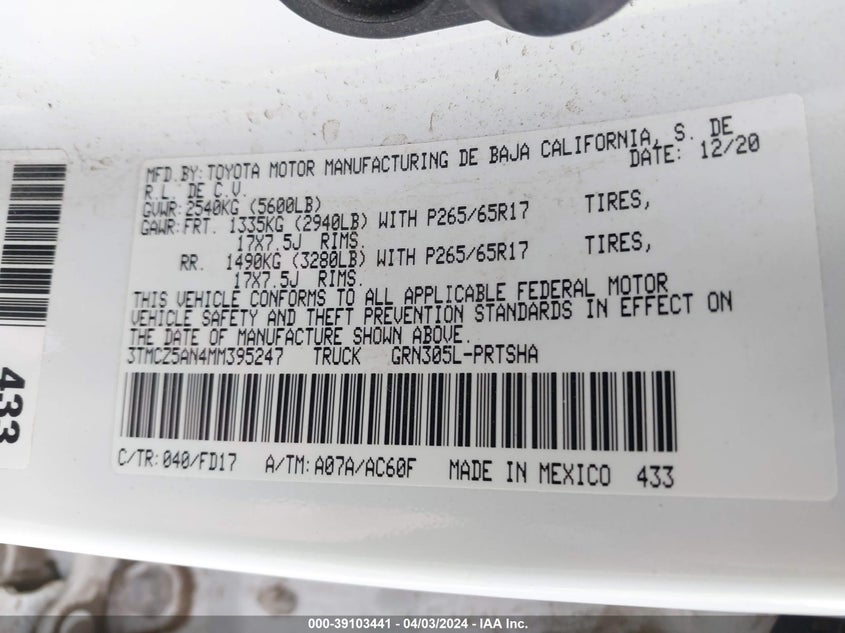 MFD.BY: TOYOTA MOTOR MANUFACTURING DE BAJA CALIFORNIA, S. DE
R.L. DE C.V. DATE: 12/20
GVWR: 2540KG (5600LB)
GAWR: FRT. 1335KG (2940LB) WITH P265/65R17 TIRES,
17X7.5J RIMS.
RR. 1490KG (3280LB) WITH P265/65R17 TIRES,
17X7.5J RIMS.
THIS VEHICLE CONFORMS TO ALL APPLICABLE FEDERAL MOTOR
VEHICLE SAFETY AND THEFT PREVENTION STANDARDS IN EFFECT ON
THE DATE OF MANUFACTURE SHOWN ABOVE.
3TMCZ5AN4MM395247 TRUCK GRN305L-PRTSHA
C/TR: 040/FD17 A/TM: A07A/AC60F MADE IN MEXICO 433
433
000-39103441 - 04/03/2024 - IAA Inc.